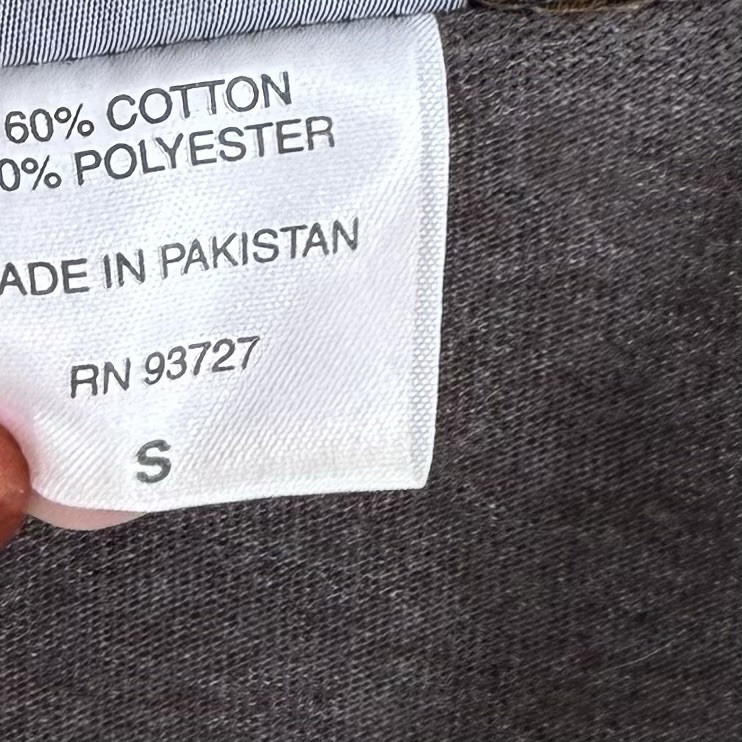 60% COTTON
0% POLYESTER
ADE IN PAKISTAN
RN 93727
S